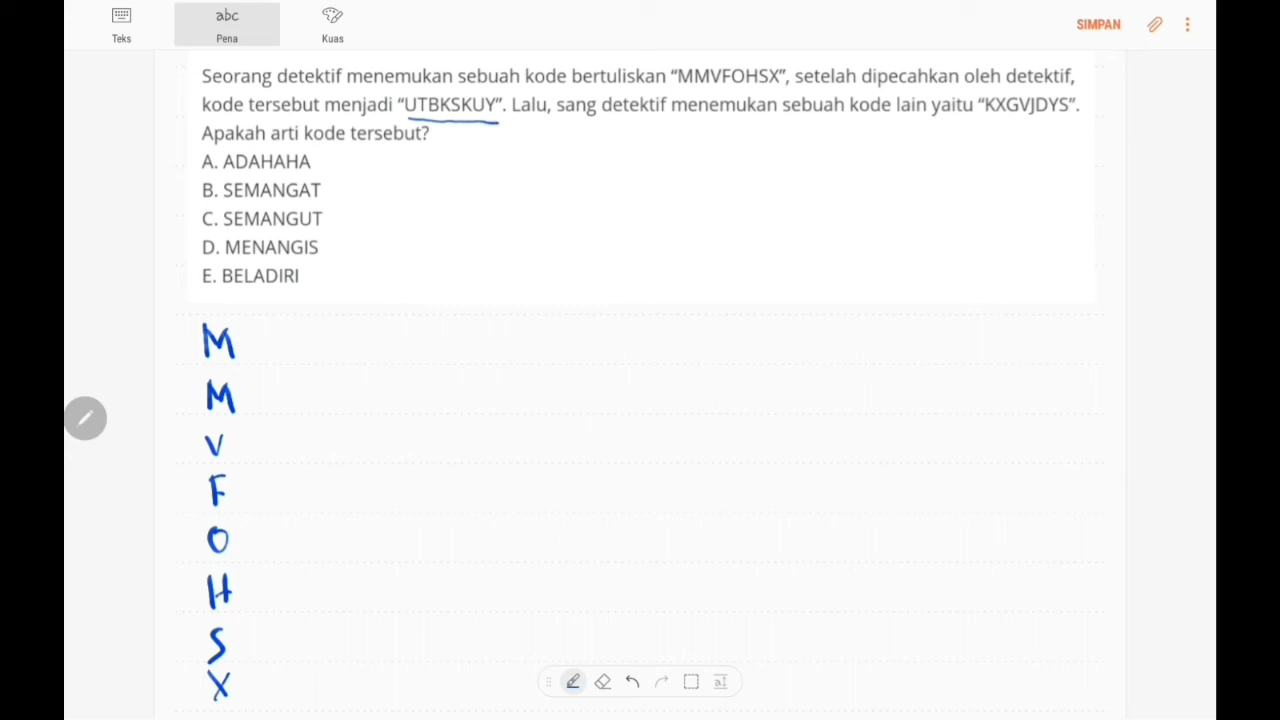 Teks
abc
Pena
Kuas
SIMPAN
Seorang detektif menemukan sebuah kode bertuliskan “MMVFOHSX”, setelah dipecahkan oleh detektif,
kode tersebut menjadi “UTBKSKUY”. Lalu, sang detektif menemukan sebuah kode lain yaitu “KXGVJDYS”.
Apakah arti kode tersebut?
A. ADAHAHA
B. SEMANGAT
C. SEMANGUT
D. MENANGIS
E. BELADIRI
M
M
V
F
O
H
S
X